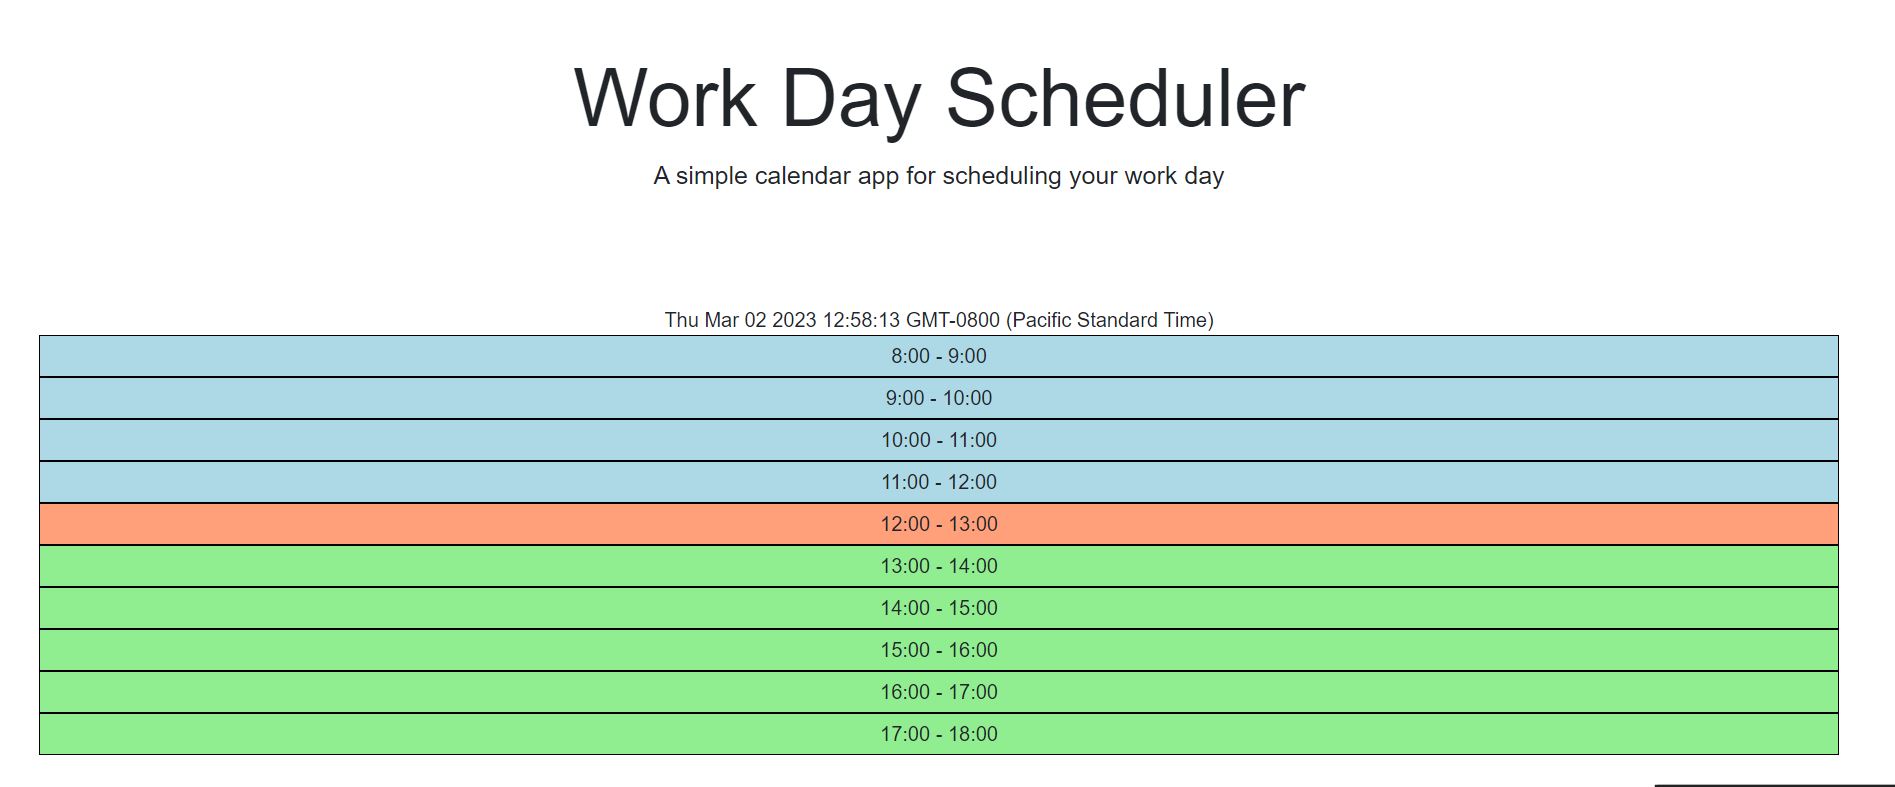 Work Day Scheduler
A simple calendar app for scheduling your work day
Thu Mar 02 2023 12:58:13 GMT-0800 (Pacific Standard Time)
8:00 - 9:00
9:00 - 10:00
10:00 - 11:00
11:00 - 12:00
12:00 - 13:00
13:00 - 14:00
14:00 - 15:00
15:00 - 16:00
16:00 - 17:00
17:00 - 18:00